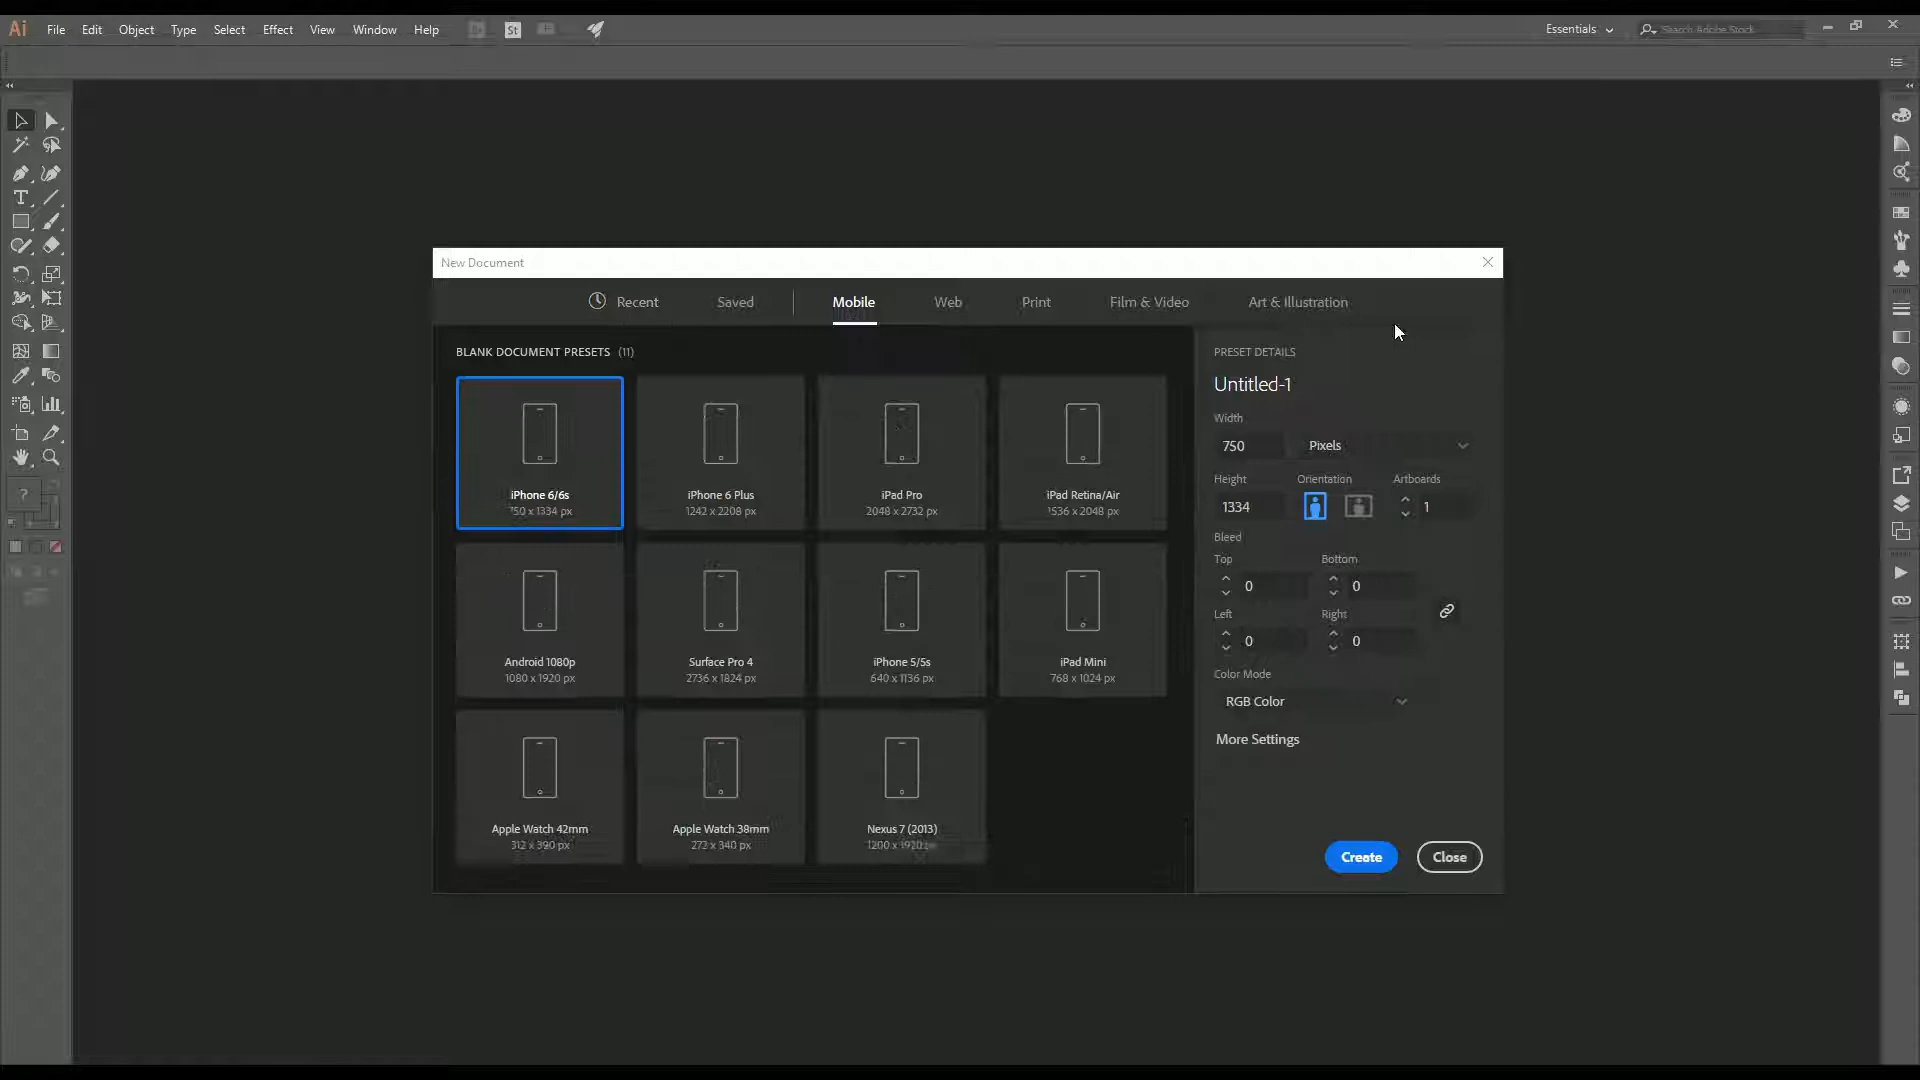 Ai File Edit Object Type Select Effect View Window Help St Essentials Search Adobe Stock
New Document
Recent Saved Mobile Web Print Film & Video Art & Illustration
BLANK DOCUMENT PRESETS (11)
iPhone 6/6s
750 x 1334 px
iPhone 6 Plus
1242 x 2208 px
iPad Pro
2048 x 2732 px
iPad Retina/Air
1536 x 2048 px
Android 1080p
1080 x 1920 px
Surface Pro 4
2736 x 1824 px
iPhone 5/5s
640 x 1136 px
iPad Mini
768 x 1024 px
Apple Watch 42mm
312 x 390 px
Apple Watch 38mm
272 x 340 px
Nexus 7 (2013)
1200 x 1920 px
PRESET DETAILS
Untitled-1
Width
750 Pixels
Height Orientation Artboards
1334 1
Bleed
Top Bottom
0 0
Left Right
0 0
Color Mode
RGB Color
More Settings
Create Close
T
?